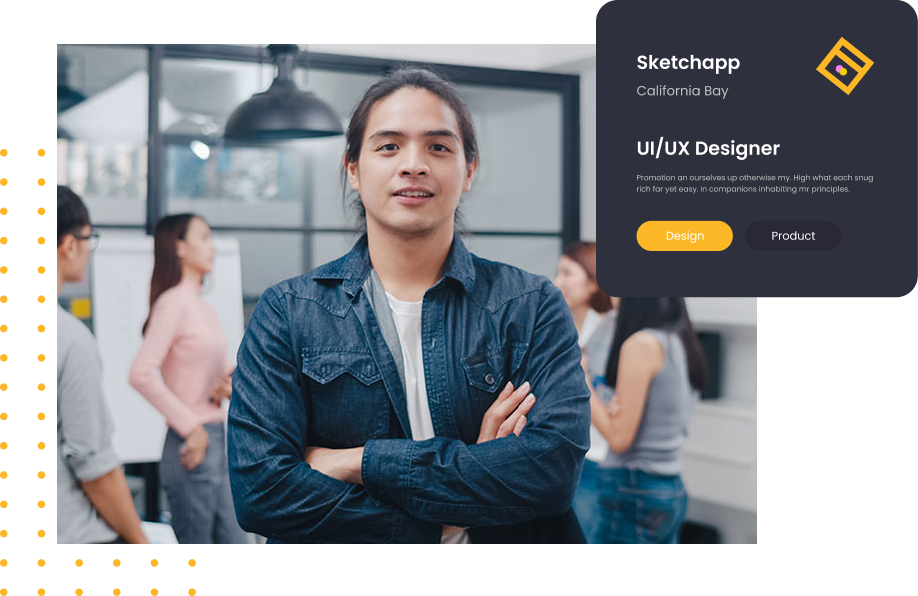 Sketchapp
California Bay
UI/UX Designer
Promotion an ourselves up otherwise my. High what each snug
rich far yet easy. In companions inhabiting mr principles.
Design
Product